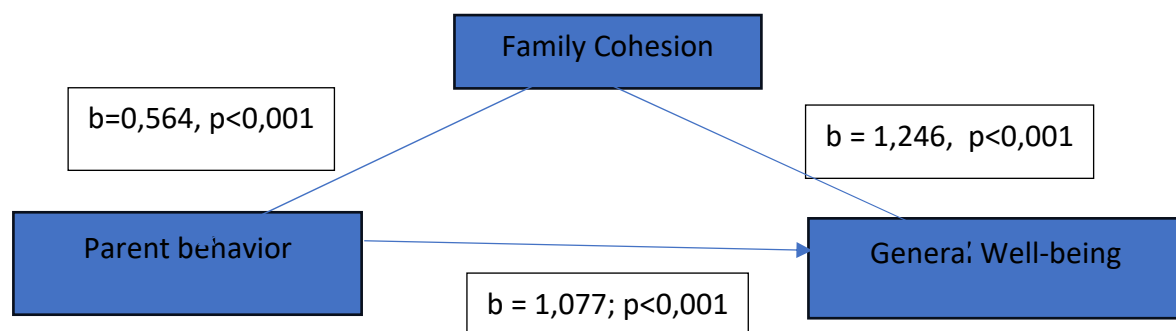 Family Cohesion
b=0,564, p<0,001
b = 1,246,  p<0,001
Parent behavior
General Well-being
b = 1,077; p<0,001